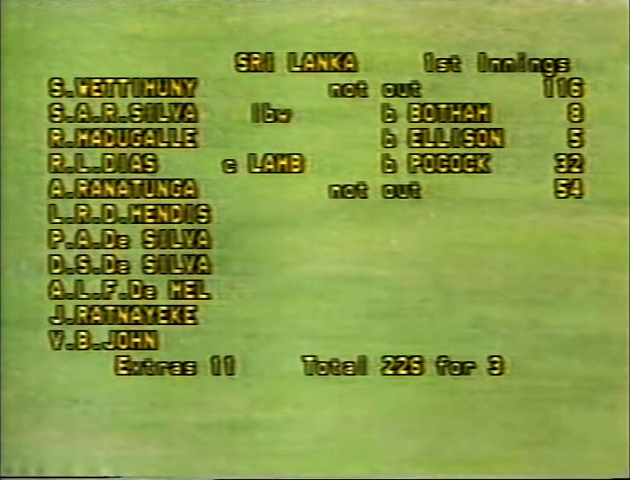 SRI LANKA 1st Innings
S.WETTIMUNY not out 116
S.A.R.SILVA lbw b BOTHAM 8
R.MADUGALLE b ELLISON 5
R.L.DIAS c LAMB b POCOCK 32
A.RANATUNGA not out 54
L.R.D.MENDIS
P.A.De SILVA
D.S.De SILVA
A.L.F.De MEL
J.RATNAYEKE
V.B.JOHN
Extras 11 Total 226 for 3